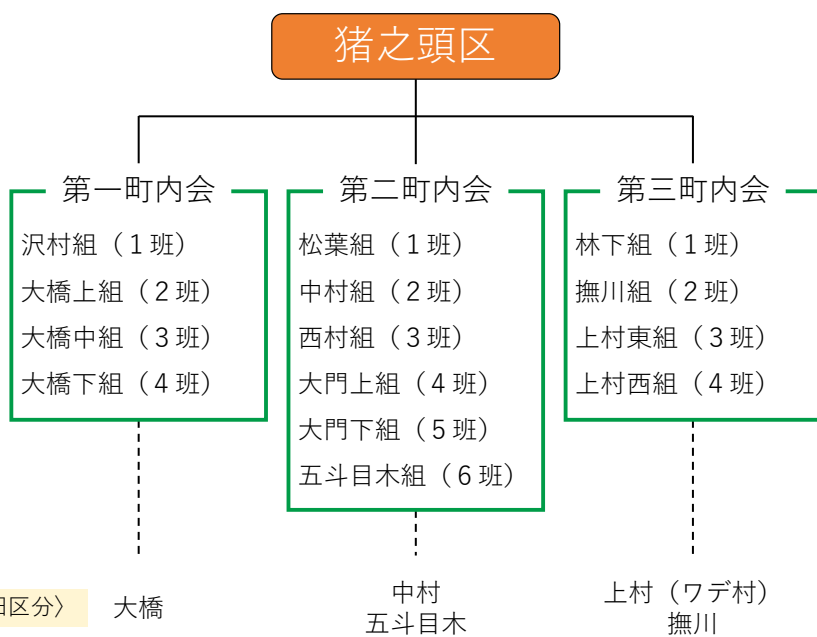 猪之頭区
第一町内会
沢村組（１班）
大橋上組（２班）
大橋中組（３班）
大橋下組（４班）
第二町内会
松葉組（１班）
中村組（２班）
西村組（３班）
大門上組（４班）
大門下組（５班）
五斗目木組（６班）
第三町内会
林下組（１班）
撫川組（２班）
上村東組（３班）
上村西組（４班）
区分〉
大橋
中村
五斗目木
上村（ワデ村）
撫川